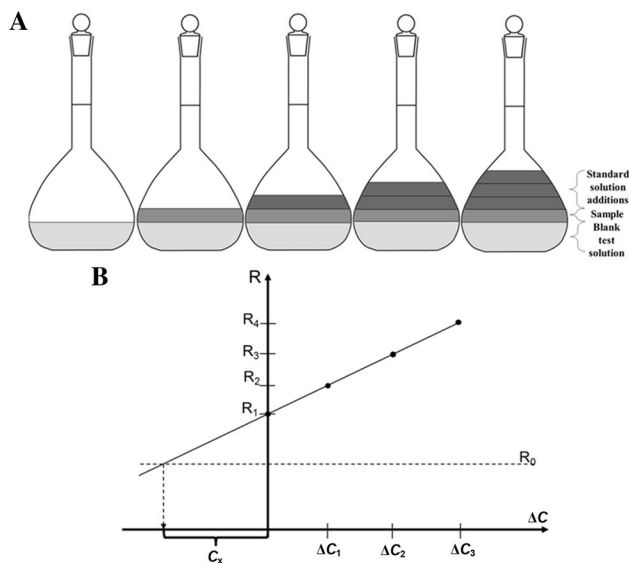 A
Standard
solution
additions
Sample
Blank
test
solution
B
R
R₄
R₃
R₂
R₁
R₀
ΔC
Cₓ
ΔC₁
ΔC₂
ΔC₃